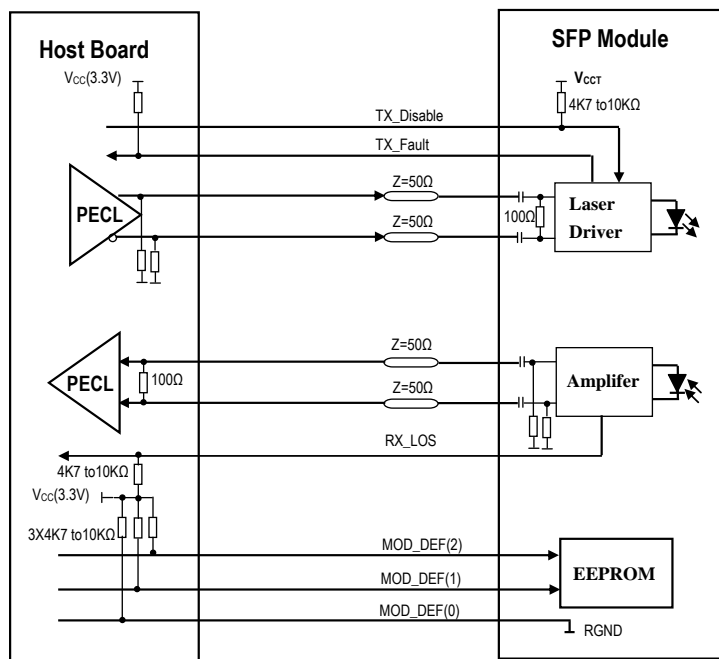 Host Board
SFP Module
VCC(3.3V)
VCCT
4K7 to10KΩ
TX_Disable
TX_Fault
Z=50Ω
PECL
100Ω
Laser
Driver
Z=50Ω
Z=50Ω
PECL
100Ω
Z=50Ω
Amplifer
RX_LOS
4K7 to10KΩ
VCC(3.3V)
3X4K7 to10KΩ
MOD_DEF(2)
EEPROM
MOD_DEF(1)
MOD_DEF(0)
RGND